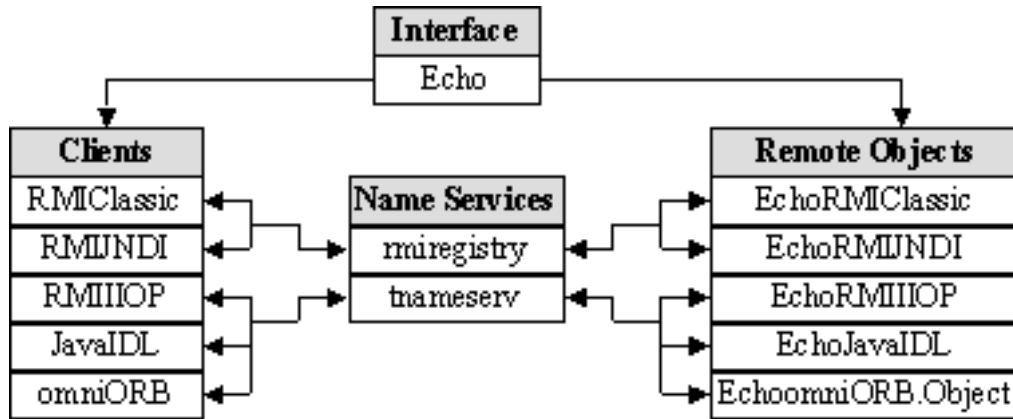 Interface
Echo
Clients
RMIClassic
RMIJNDI
RMIIIOP
JavaIDL
omniORB
Name Services
rmiregistry
tnameserv
Remote Objects
EchoRMIClassic
EchoRMIJNDI
EchoRMIIIOP
EchoJavaIDL
EchoomniORB.Object